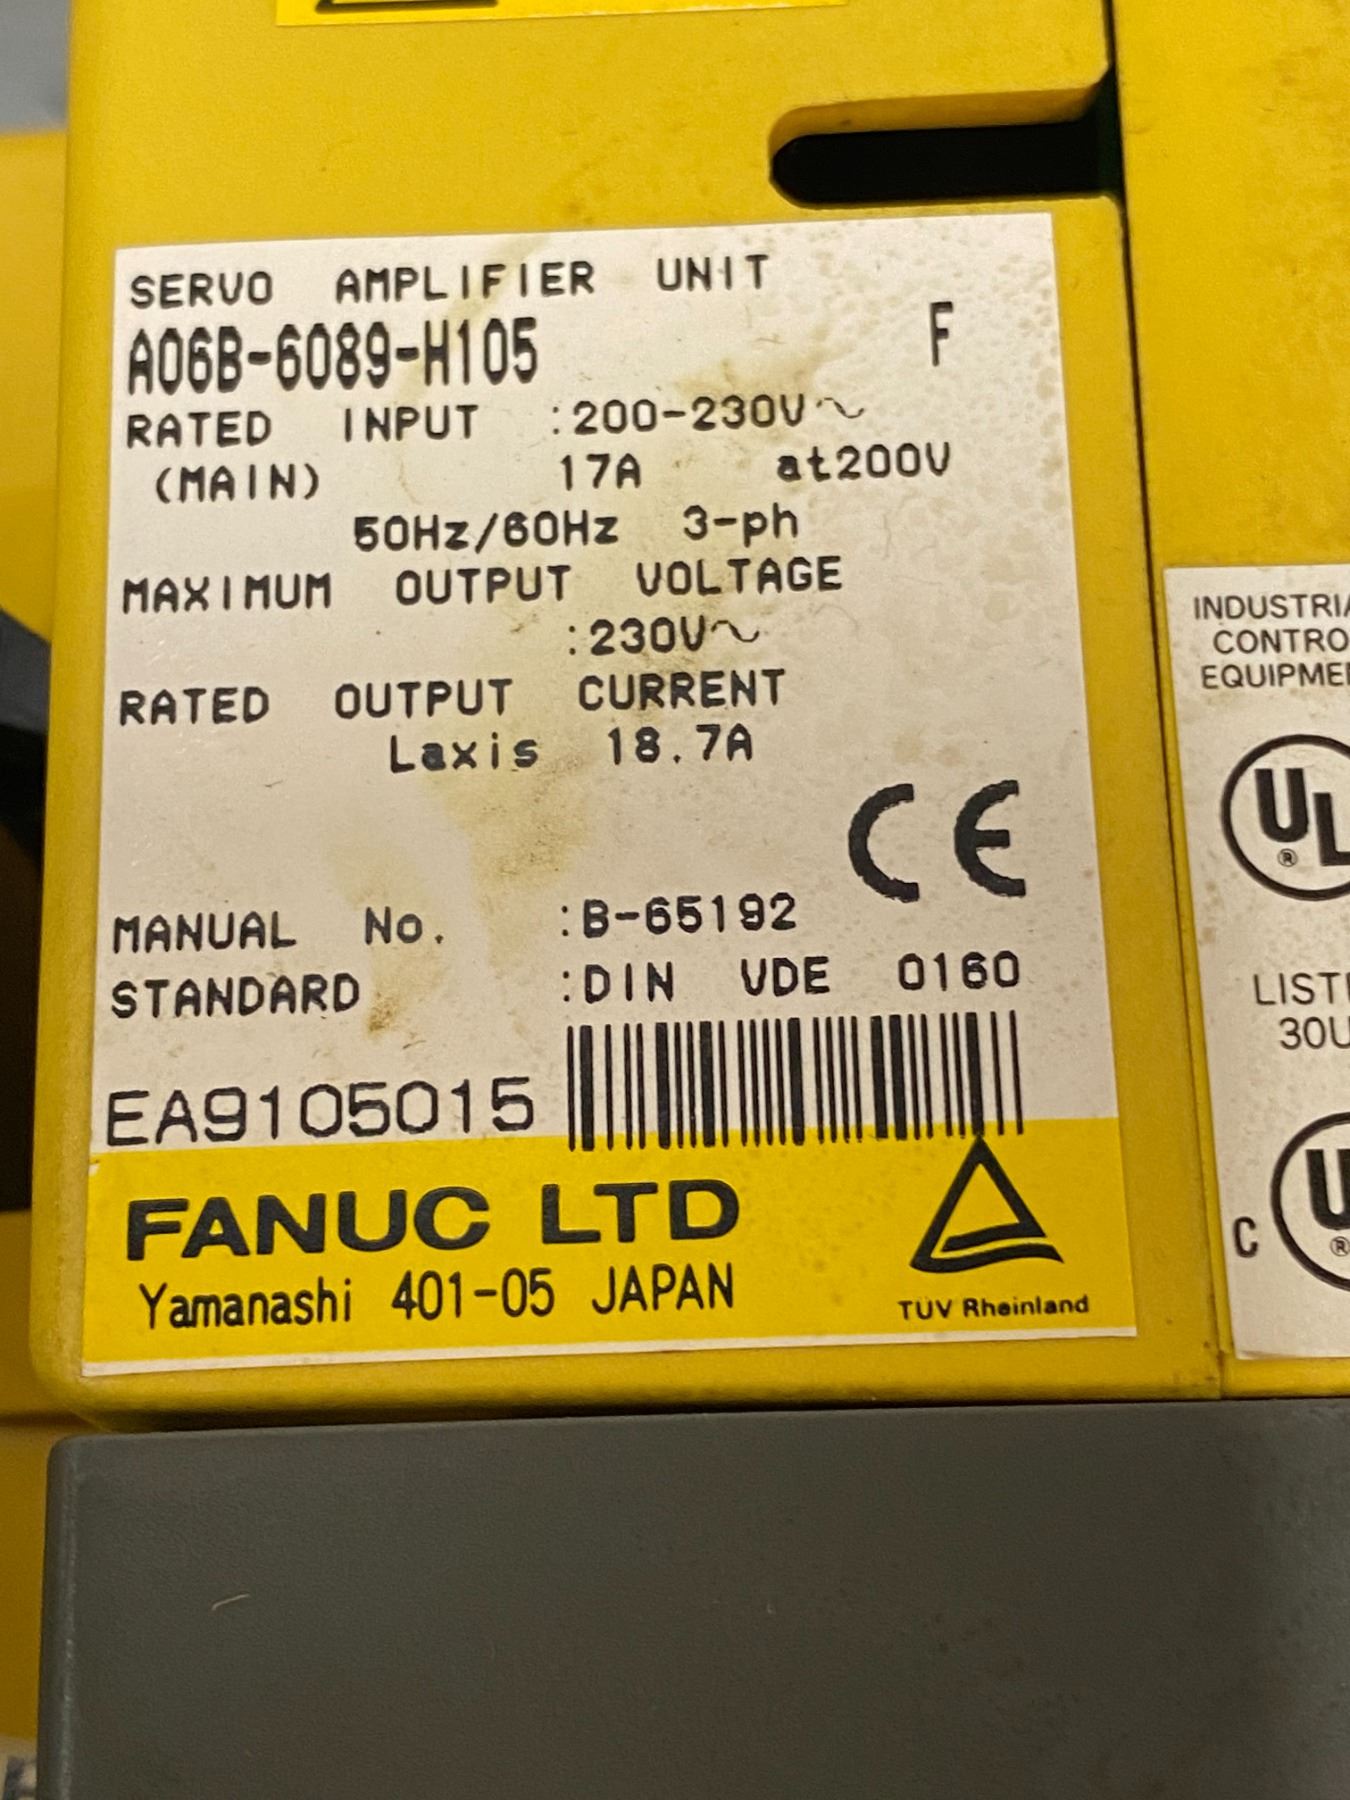 SERVO AMPLIFIER UNIT
A06B-6089-H105 F
RATED INPUT :200-230V~
(MAIN) 17A at200V
50Hz/60Hz 3-ph
MAXIMUM OUTPUT VOLTAGE
:230V~
RATED OUTPUT CURRENT
Laxis 18.7A
CE
MANUAL No. :B-65192
STANDARD :DIN VDE 0160
EA9105015
FANUC LTD
Yamanashi 401-05 JAPAN
TÜV Rheinland
INDUSTRIA
CONTRO
EQUIPME
UL
®
LIST
30U
C U
®